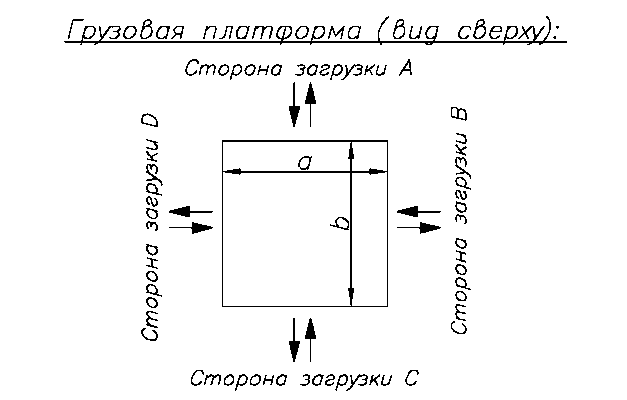 Грузовая платформа (вид сверху):
Сторона загрузки A
Сторона загрузки D
a
b
Сторона загрузки B
Сторона загрузки C